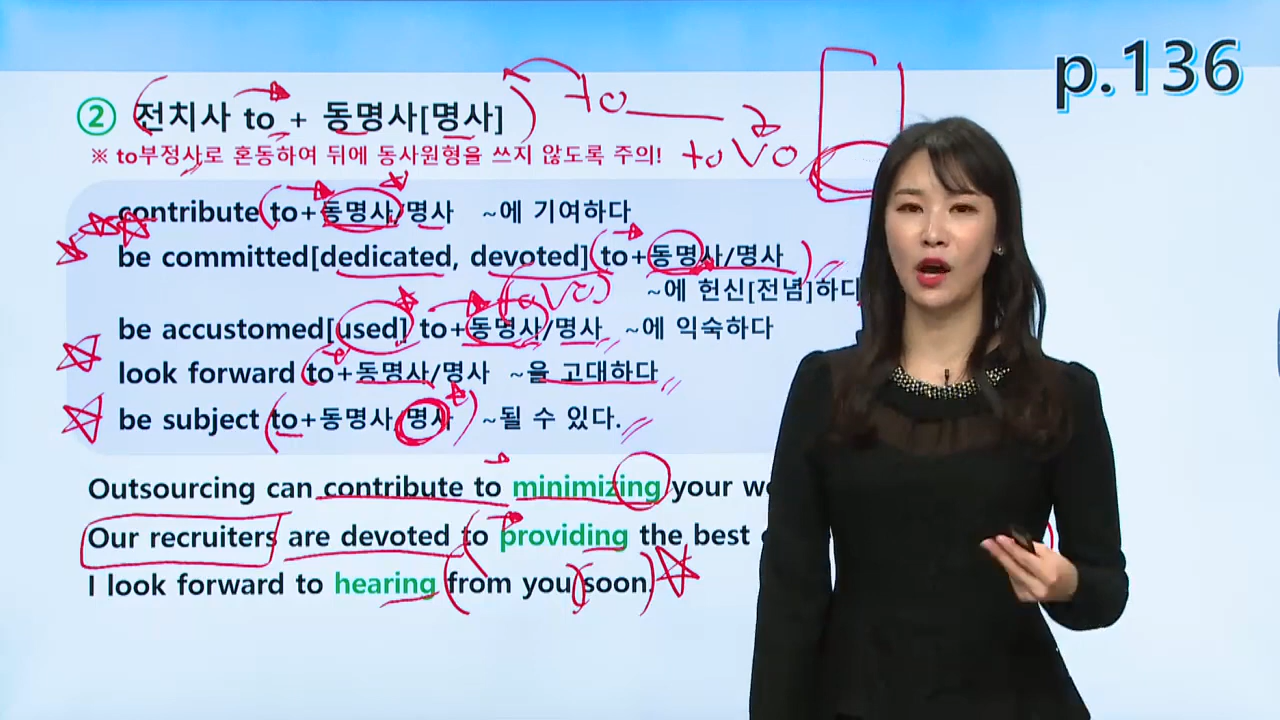 p.136
② 전치사 to + 동명사[명사]
to
※ to부정사로 혼동하여 뒤에 동사원형을 쓰지 않도록 주의!
to VO
contribute to+동명사/명사 ~에 기여하다
be committed[dedicated, devoted] to+동명사/명사
~에 헌신[전념]하다
be accustomed[used] to+동명사/명사 ~에 익숙하다
look forward to+동명사/명사 ~을 고대하다
be subject to+동명사/명사 ~될 수 있다.
Outsourcing can contribute to minimizing your
Our recruiters are devoted to providing the best
I look forward to hearing from you soon.